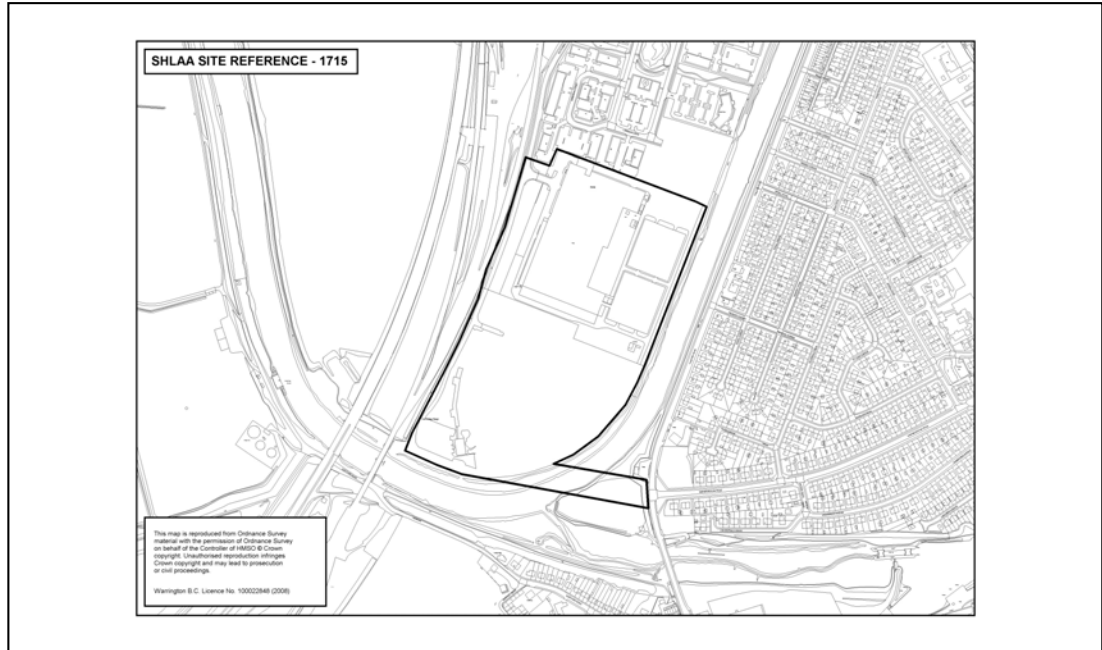 SHLAA SITE REFERENCE - 1715
This map is reproduced from Ordnance Survey
material with the permission of Ordnance Survey
on behalf of the Controller of HMSO © Crown
copyright. Unauthorised reproduction infringes
Crown copyright and may lead to prosecution
or civil proceedings.
Warrington B.C. Licence No. 100022848 (2008)